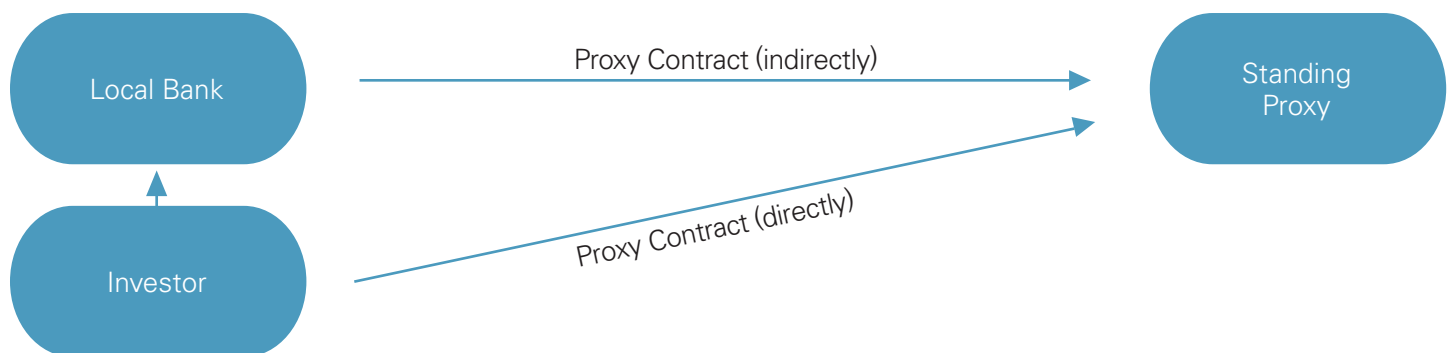 Local Bank
Proxy Contract (indirectly)
Standing
Proxy
Investor
Proxy Contract (directly)